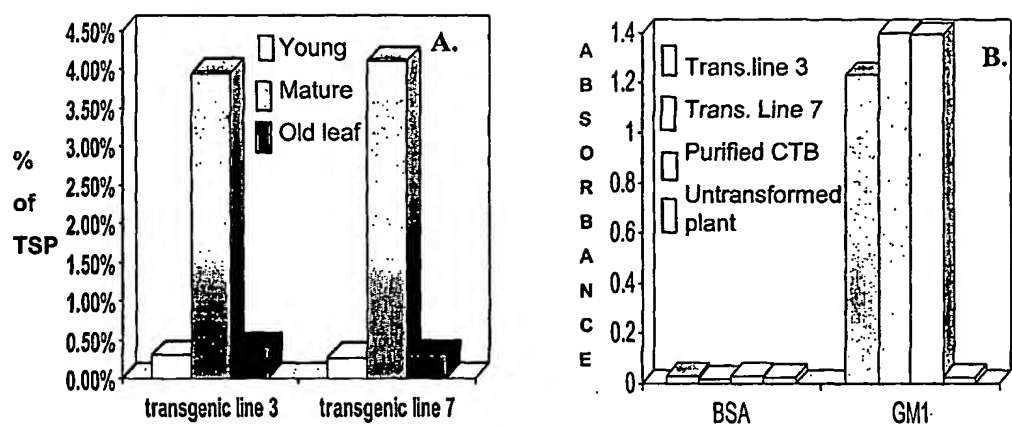 A.
4.50%
4.00%
3.50%
3.00%
2.50%
2.00%
1.50%
1.00%
0.50%
0.00%
%
of
TSP
Young
Mature
Old leaf
transgenic line 3
transgenic line 7
B.
A
B
S
O
R
B
A
N
C
E
1.4
1.2
1
0.8
0.6
0.4
0.2
0
Trans.line 3
Trans. Line 7
Purified CTB
Untransformed
plant
BSA
GM1